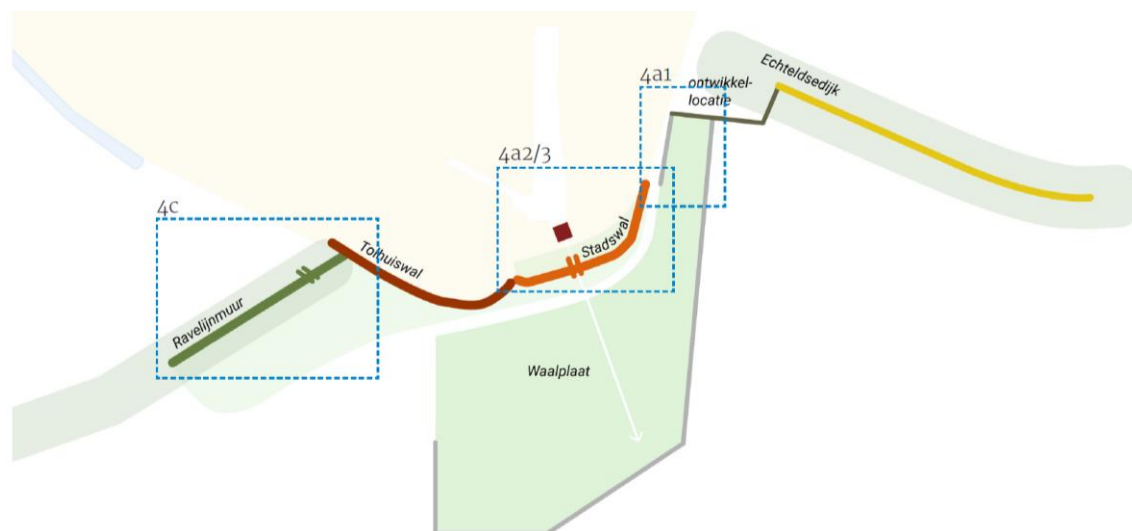 4a1
Echteldsedijk
ontwikkel-
locatie
4a2/3
4c
Tolhuiswal
Stadswal
Ravelijnmuur
Waalplaat